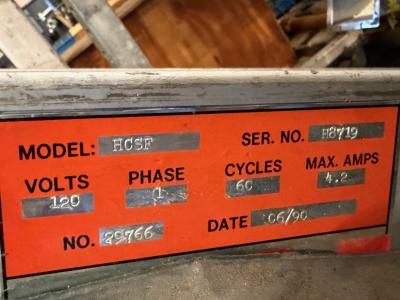 MODEL: HCSF SER. NO. H8719
VOLTS 120 PHASE 1 CYCLES 60 MAX. AMPS 4.2
NO. 89766 DATE 06/90